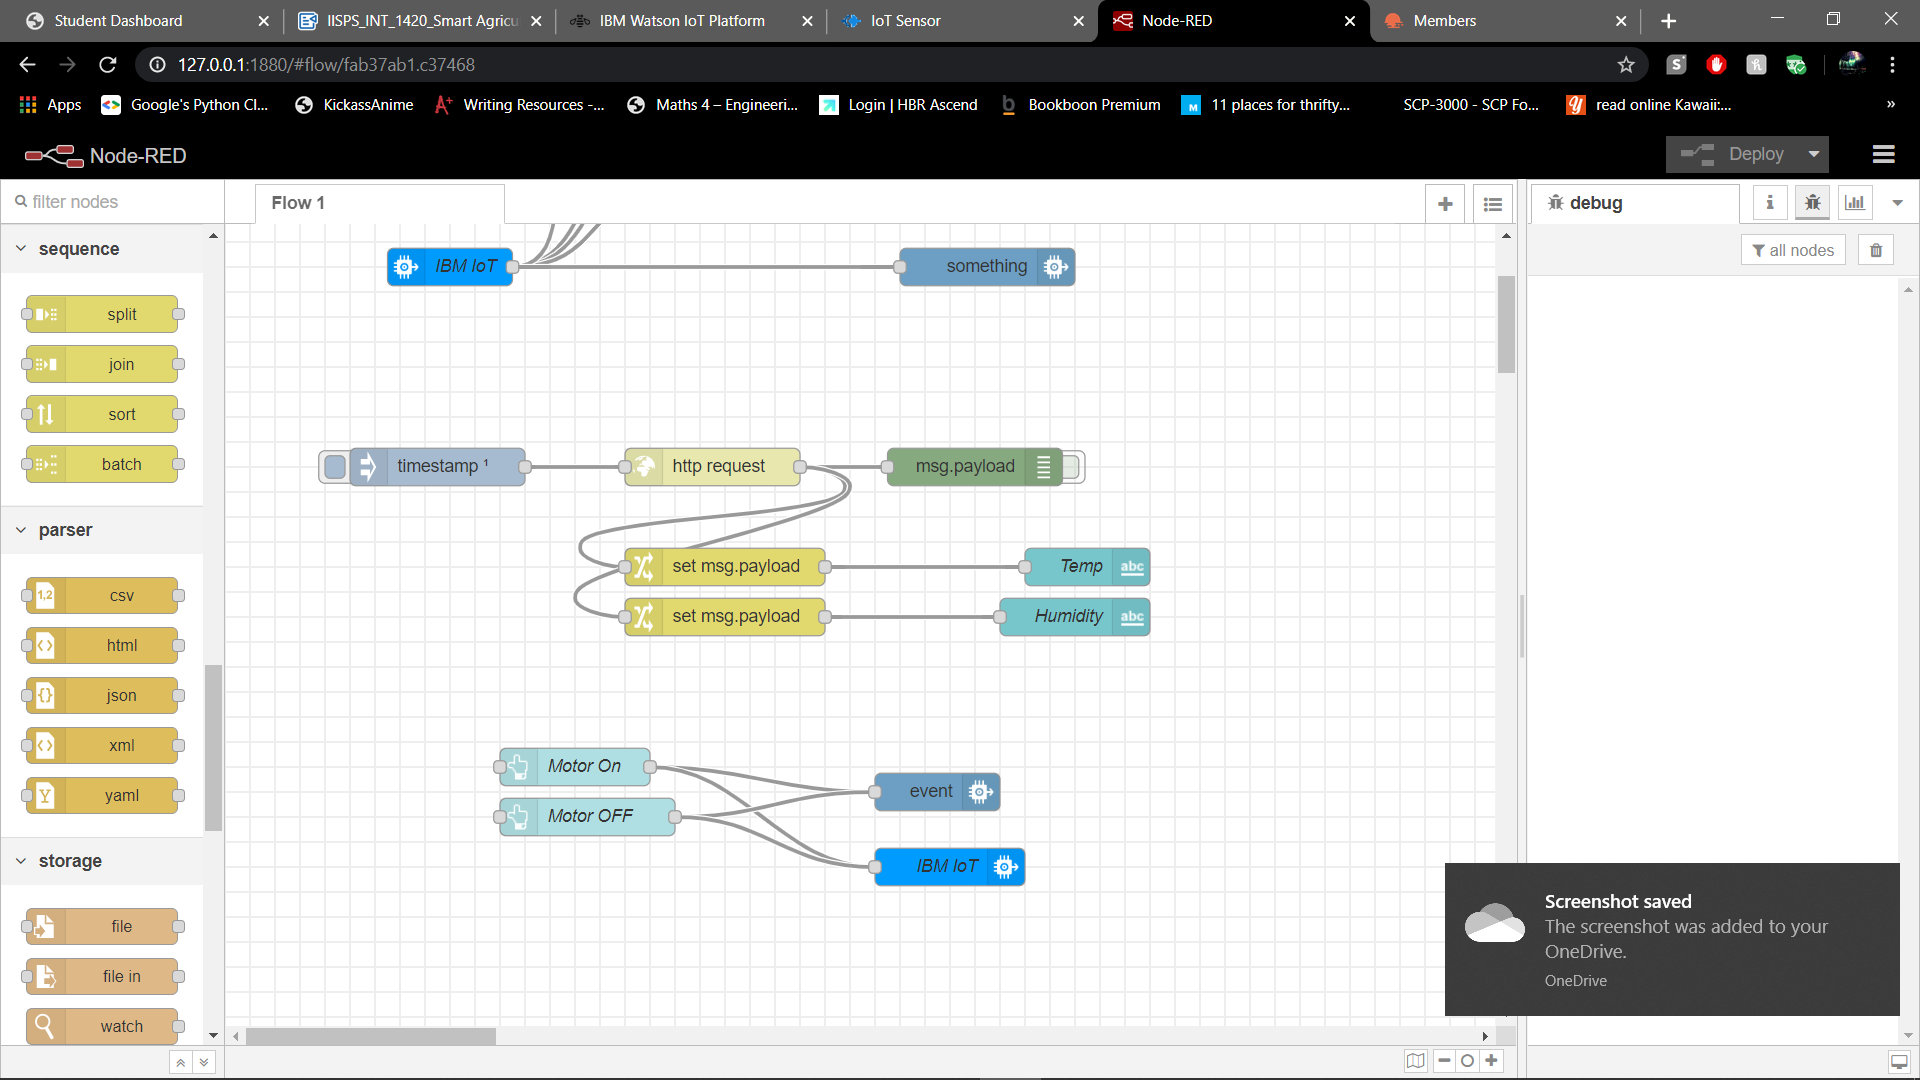 Student Dashboard
IISPS_INT_1420_Smart Agricu
IBM Watson IoT Platform
IoT Sensor
Node-RED
Members
127.0.0.1:1880/#flow/fab37ab1.c37468
Apps
Google's Python Cl...
KickassAnime
Writing Resources -...
Maths 4 – Engineeri...
Login | HBR Ascend
Bookboon Premium
11 places for thrifty...
SCP-3000 - SCP Fo...
read online Kawaii:...
»
Node-RED
Deploy
filter nodes
Flow 1
debug
all nodes
sequence
split
join
sort
batch
parser
csv
html
json
xml
yaml
storage
file
file in
watch
IBM IoT
something
timestamp ¹
http request
msg.payload
set msg.payload
Temp
abc
set msg.payload
Humidity
abc
Motor On
Motor OFF
event
IBM IoT
Screenshot saved
The screenshot was added to your
OneDrive.
OneDrive